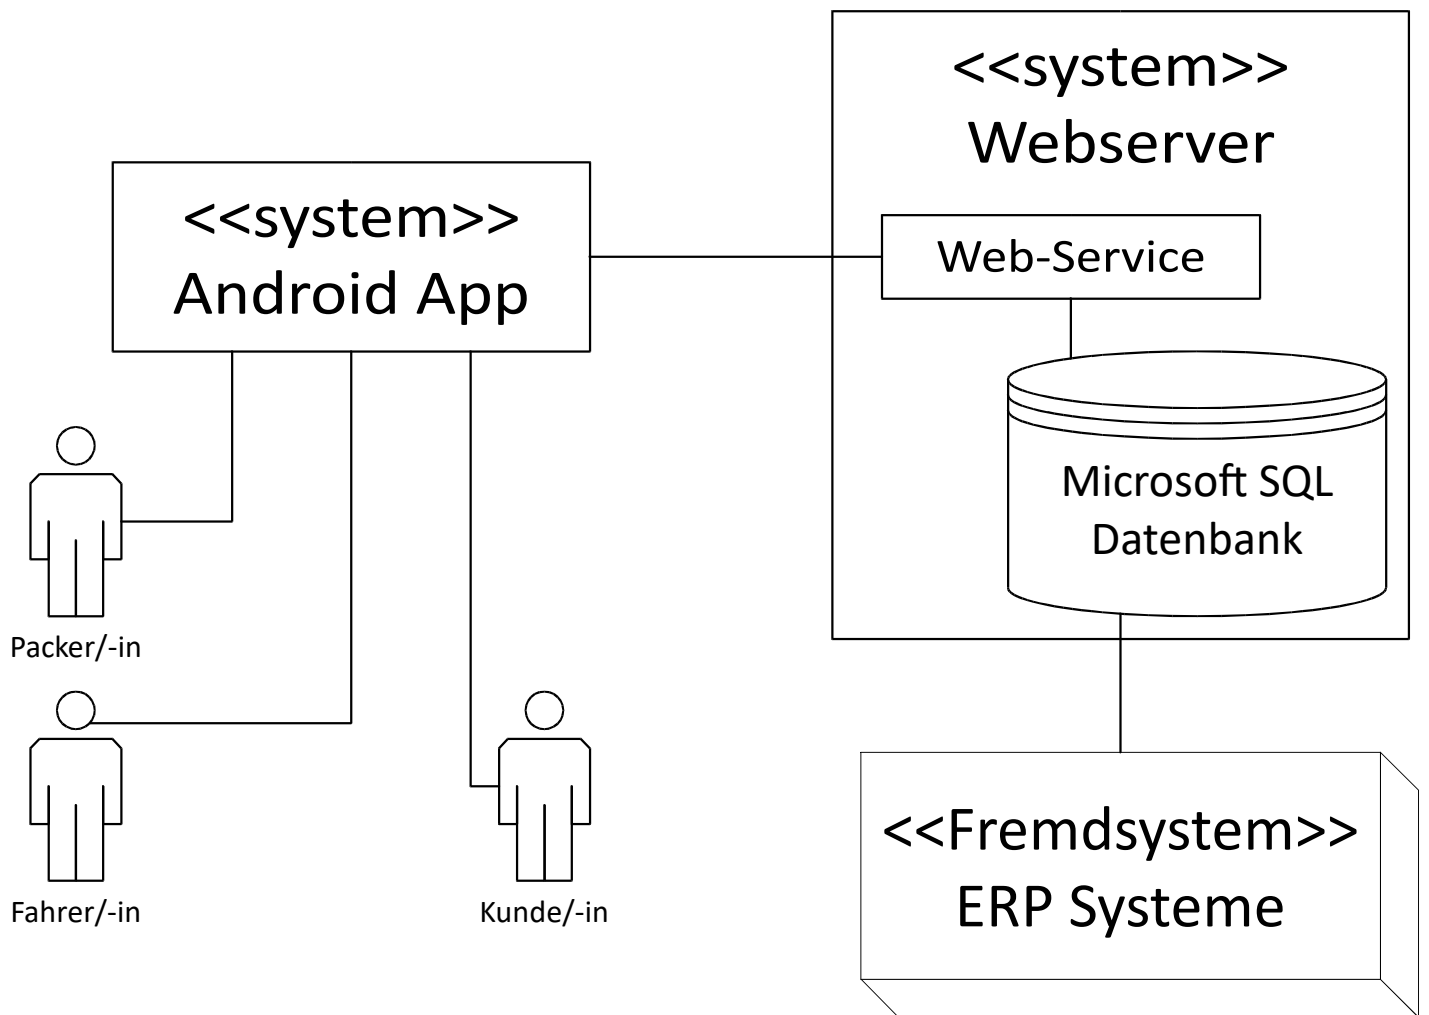 <<system>>
Webserver
<<system>>
Android App
Web-Service
Microsoft SQL
Datenbank
Packer/-in
Fahrer/-in
Kunde/-in
<<Fremdsystem>>
ERP Systeme